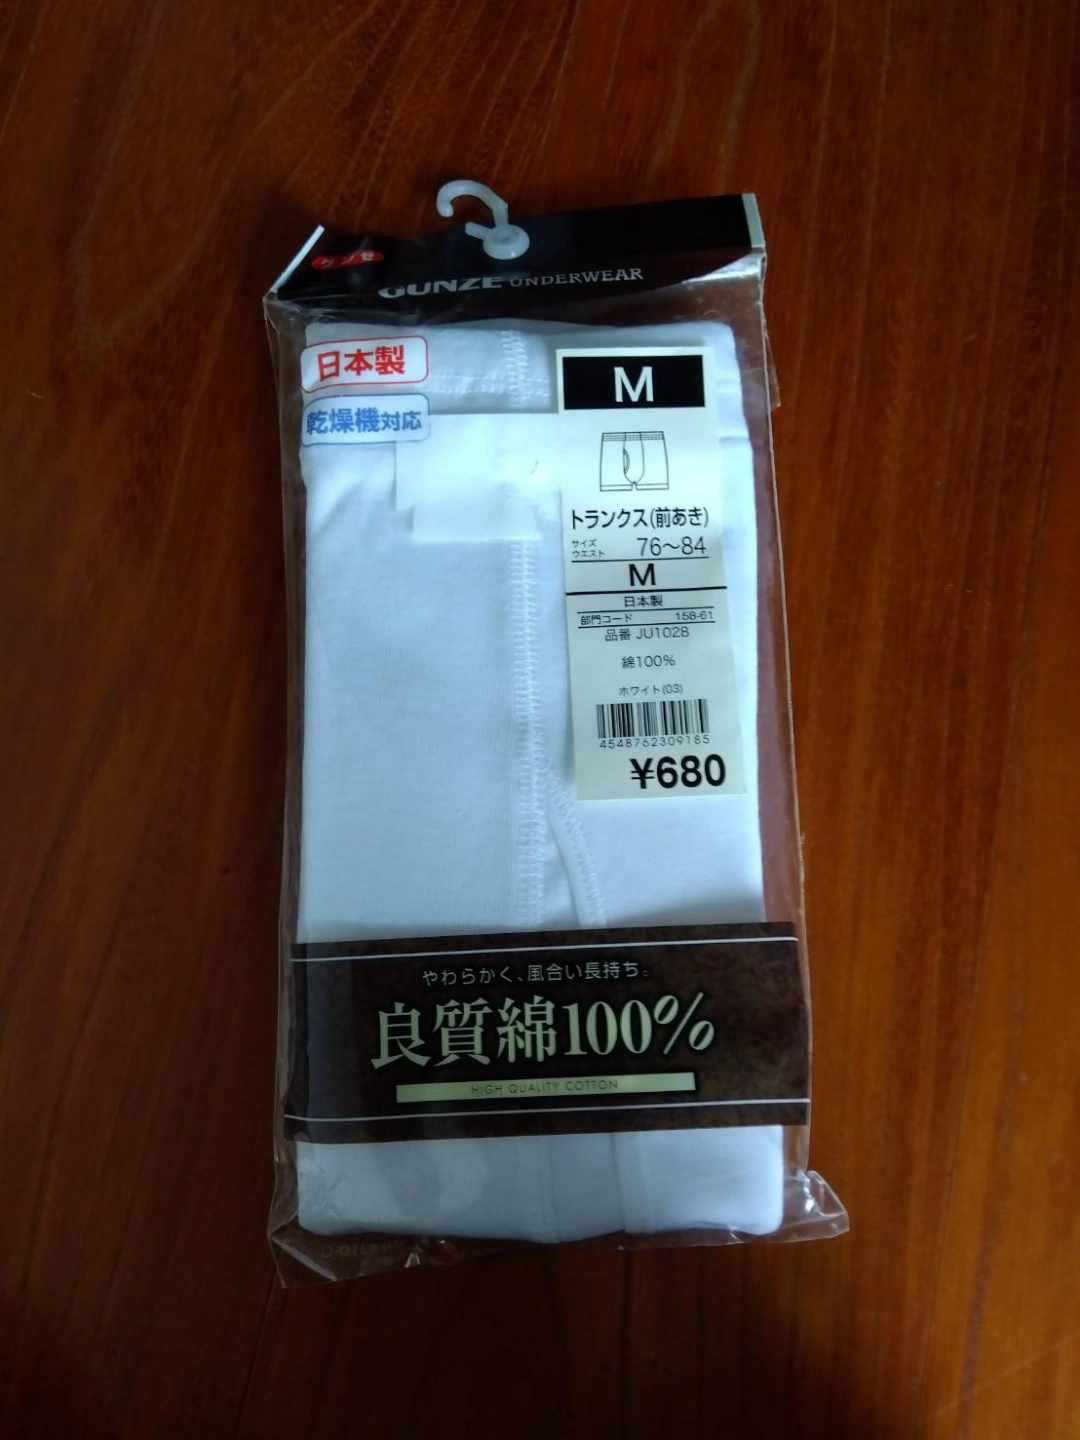 グンゼ
GUNZE UNDERWEAR
日本製
乾燥機対応
M
トランクス(前あき)
サイズ
ウエスト 76～84
M
日本製
部門コード 158-61
品番 JU1028
綿100%
ホワイト(03)
4548762309185
¥680
やわらかく、風合い長持ち。
良質綿100%
HIGH QUALITY COTTON